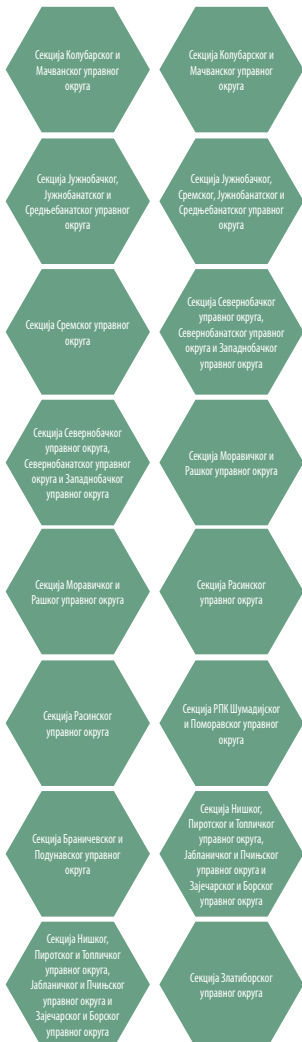 Секција Колубарског и
Мачванског управног
округа
Секција Колубарског и
Мачванског управног
округа
Секција Јужнобачког,
Јужнобанатског и
Средњебанатског управног
округа
Секција Јужнобачког,
Сремског, Јужнобанатског и
Средњебанатског управног
округа
Секција Сремског управног
округа
Секција Севернобачког
управног округа,
Севернобанатског управног
округа и Западнобачког
управног округа
Секција Севернобачког
управног округа,
Севернобанатског управног
округа и Западнобачког
управног округа
Секција Моравичког и
Рашког управног округа
Секција Моравичког и
Рашког управног округа
Секција Расинског
управног округа
Секција Расинског
управног округа
Секција РПК Шумадијског
и Поморавског управног
округа
Секција Браничевског и
Подунавског управног
округа
Секција Нишког,
Пиротског и Топличког
управног округа,
Јабланичког и Пчињског
управног округа и
Зајечарског и Борског
управног округа
Секција Нишког,
Пиротског и Топличког
управног округа,
Јабланичког и Пчињског
управног округа и
Зајечарског и Борског
управног округа
Секција Златиборског
управног округа